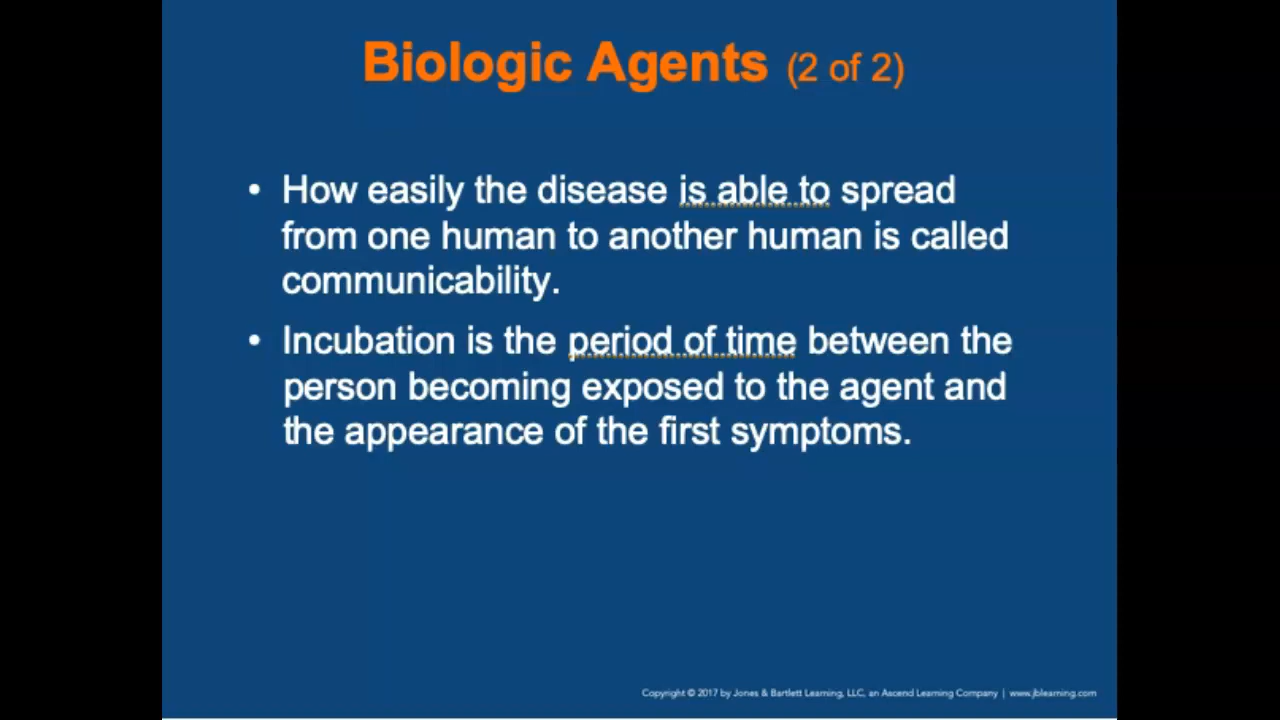 Biologic Agents (2 of 2)
• How easily the disease is able to spread
from one human to another human is called
communicability.
• Incubation is the period of time between the
person becoming exposed to the agent and
the appearance of the first symptoms.
Copyright © 2017 by Jones & Bartlett Learning, LLC, an Ascend Learning Company | www.jblearning.com